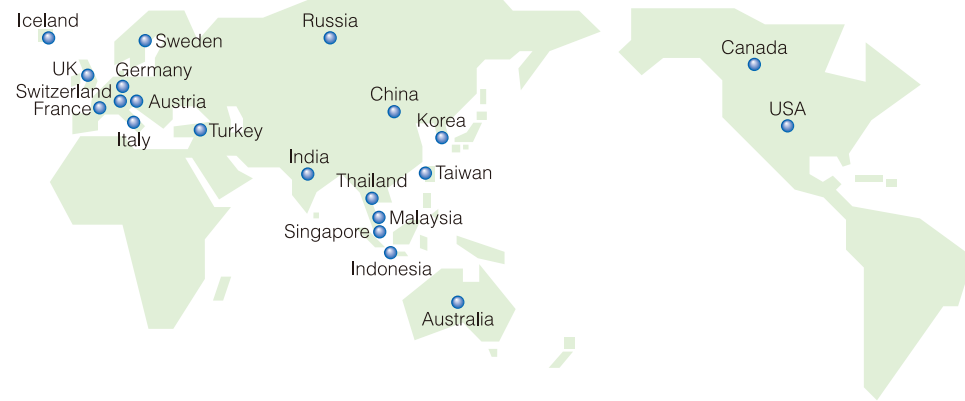 Iceland
Russia
Sweden
Canada
UK
Germany
Switzerland
China
Austria
France
USA
Korea
Turkey
Italy
India
Taiwan
Thailand
Malaysia
Singapore
Indonesia
Australia